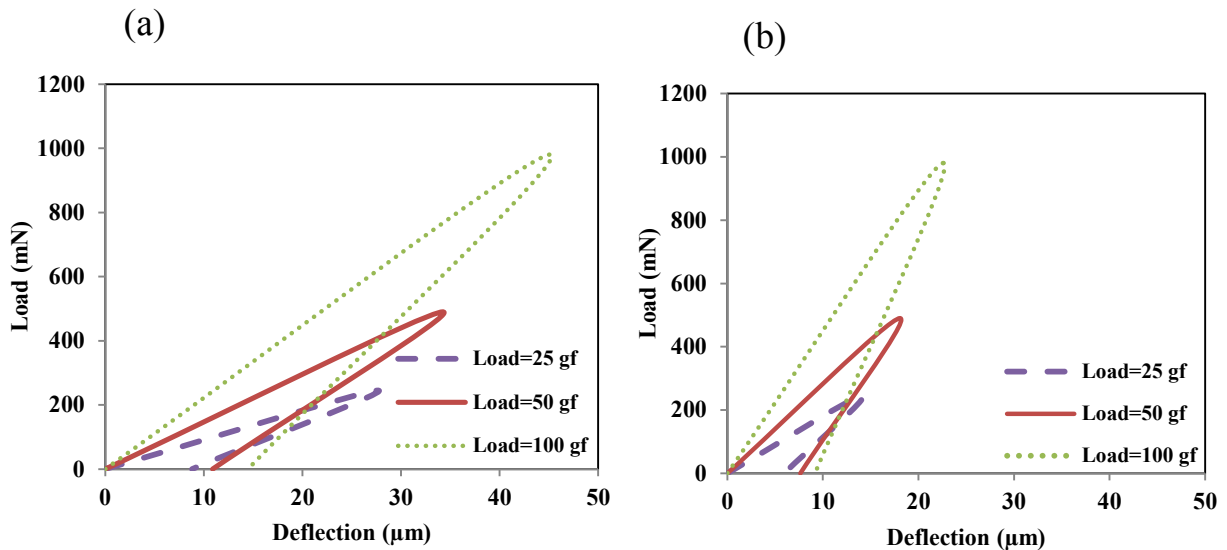 (a)
1200
1000
800
600
400
200
0
Load (mN)
0 10 20 30 40 50
Deflection (µm)
Load=25 gf
Load=50 gf
Load=100 gf
(b)
1200
1000
800
600
400
200
0
Load (mN)
0 10 20 30 40 50
Deflection (µm)
Load=25 gf
Load=50 gf
Load=100 gf